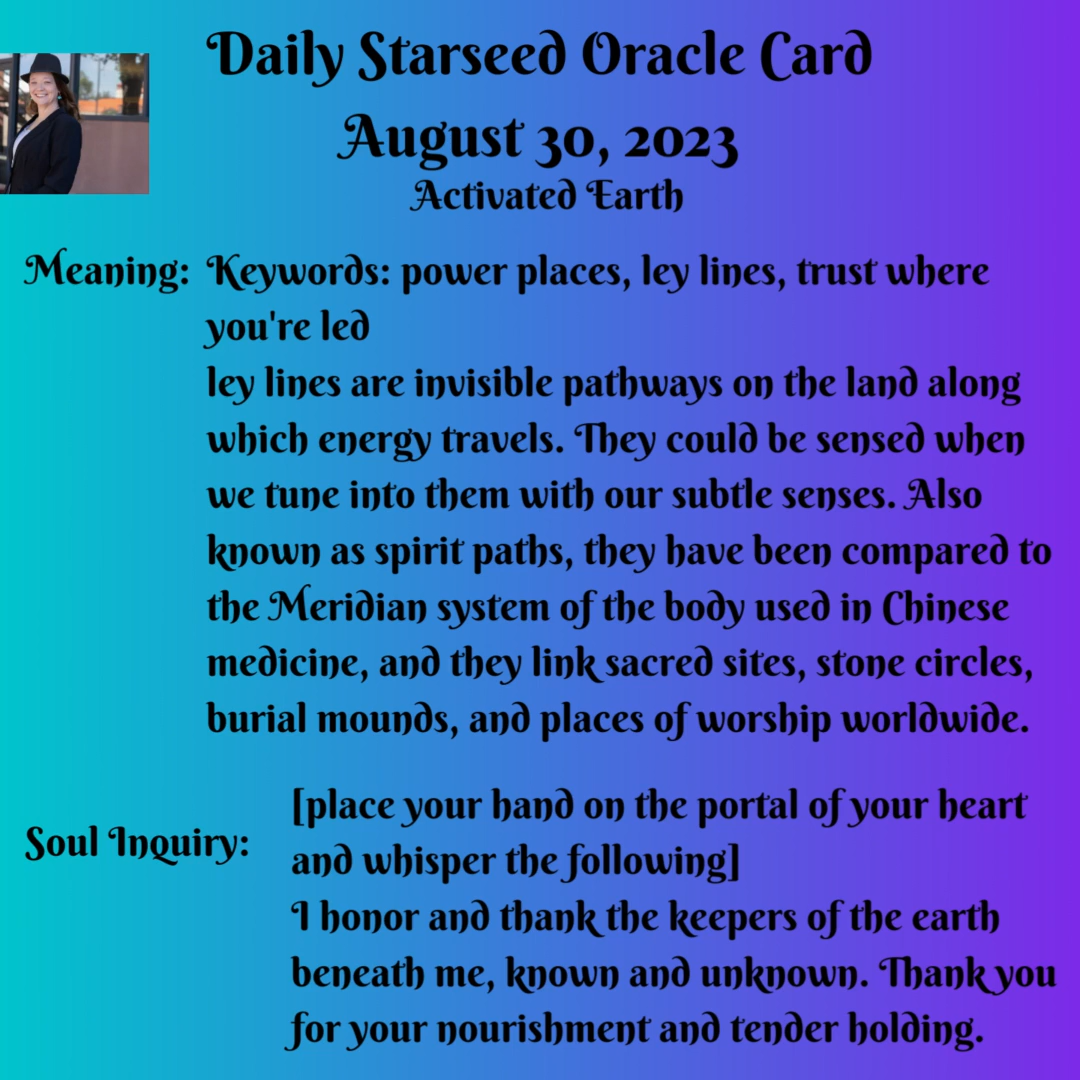 Daily Starseed Oracle Card
August 30, 2023
Activated Earth
Meaning: Keywords: power places, ley lines, trust where
you're led
ley lines are invisible pathways on the land along
which energy travels. They could be sensed when
we tune into them with our subtle senses. Also
known as spirit paths, they have been compared to
the Meridian system of the body used in Chinese
medicine, and they link sacred sites, stone circles,
burial mounds, and places of worship worldwide.
Soul Inquiry:
[place your hand on the portal of your heart
and whisper the following]
I honor and thank the keepers of the earth
beneath me, known and unknown. Thank you
for your nourishment and tender holding.